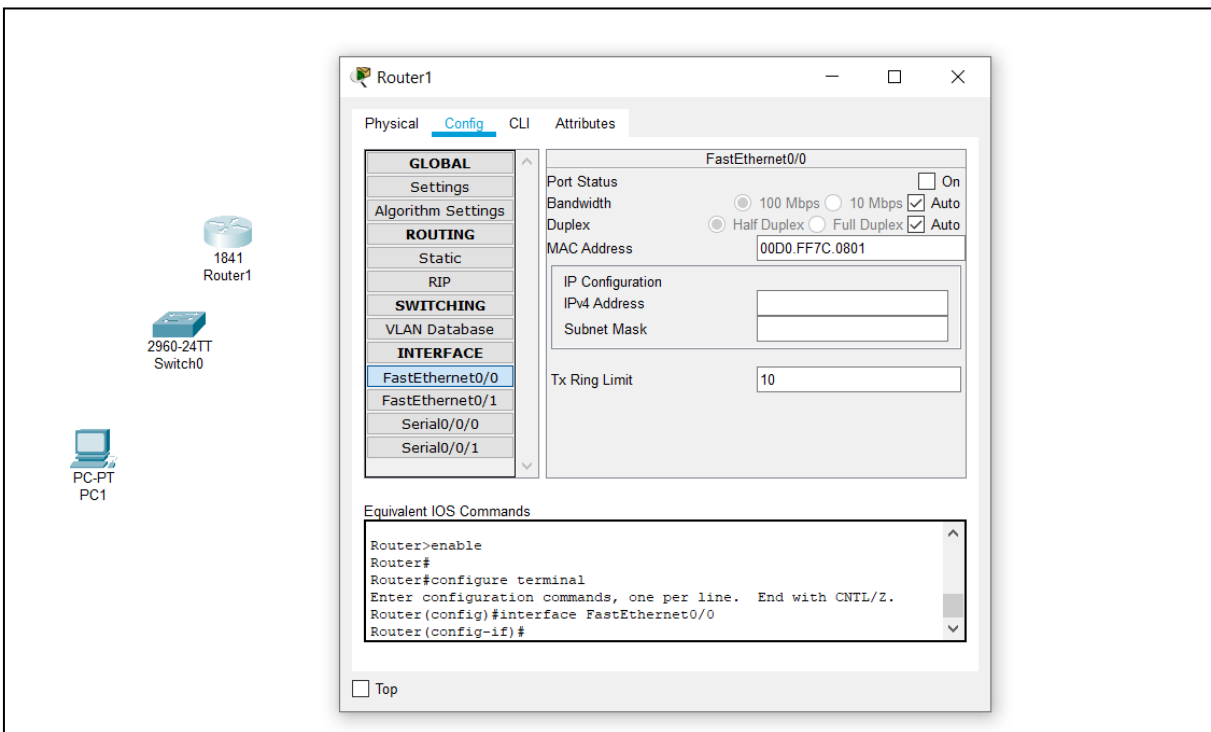 Router1
Physical Config CLI Attributes
GLOBAL
Settings
Algorithm Settings
ROUTING
Static
RIP
SWITCHING
VLAN Database
INTERFACE
FastEthernet0/0
FastEthernet0/1
Serial0/0/0
Serial0/0/1
FastEthernet0/0
Port Status On
Bandwidth 100 Mbps 10 Mbps Auto
Duplex Half Duplex Full Duplex Auto
MAC Address 00D0.FF7C.0801
IP Configuration
IPv4 Address
Subnet Mask
Tx Ring Limit 10
Equivalent IOS Commands
Router>enable
Router#
Router#configure terminal
Enter configuration commands, one per line. End with CNTL/Z.
Router(config)#interface FastEthernet0/0
Router(config-if)#
Top
1841
Router1
2960-24TT
Switch0
PC-PT
PC1